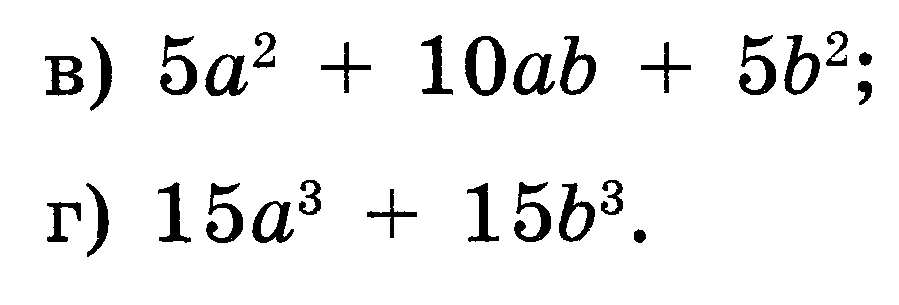 в) 5a² + 10ab + 5b²;
г) 15a³ + 15b³.